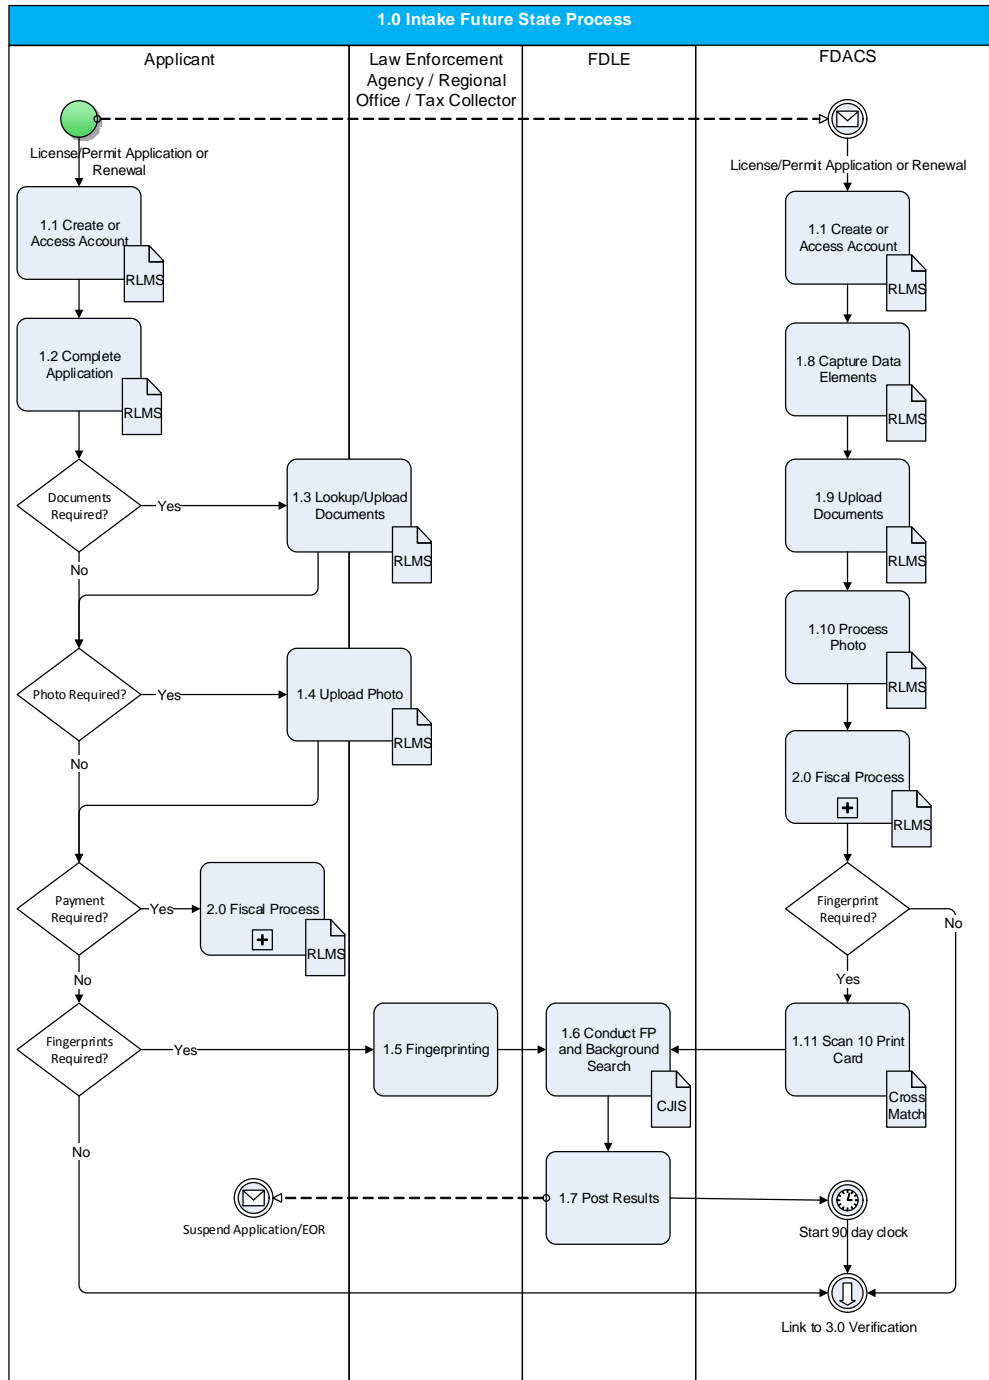 1.0 Intake Future State Process
Applicant
Law Enforcement
Agency / Regional
Office / Tax Collector
FDLE
FDACS
License/Permit Application or
Renewal
License/Permit Application or Renewal
1.1 Create or
Access Account
RLMS
1.1 Create or
Access Account
RLMS
1.2 Complete
Application
RLMS
1.8 Capture Data
Elements
RLMS
Documents
Required?
Yes
No
1.3 Lookup/Upload
Documents
RLMS
1.9 Upload
Documents
RLMS
1.10 Process
Photo
RLMS
Photo Required?
Yes
No
1.4 Upload Photo
RLMS
2.0 Fiscal Process
RLMS
Payment
Required?
Yes
No
2.0 Fiscal Process
RLMS
Fingerprint
Required?
No
Yes
Fingerprints
Required?
Yes
No
1.5 Fingerprinting
1.6 Conduct FP
and Background
Search
CJIS
1.11 Scan 10 Print
Card
Cross
Match
1.7 Post Results
Suspend Application/EOR
Start 90 day clock
Link to 3.0 Verification